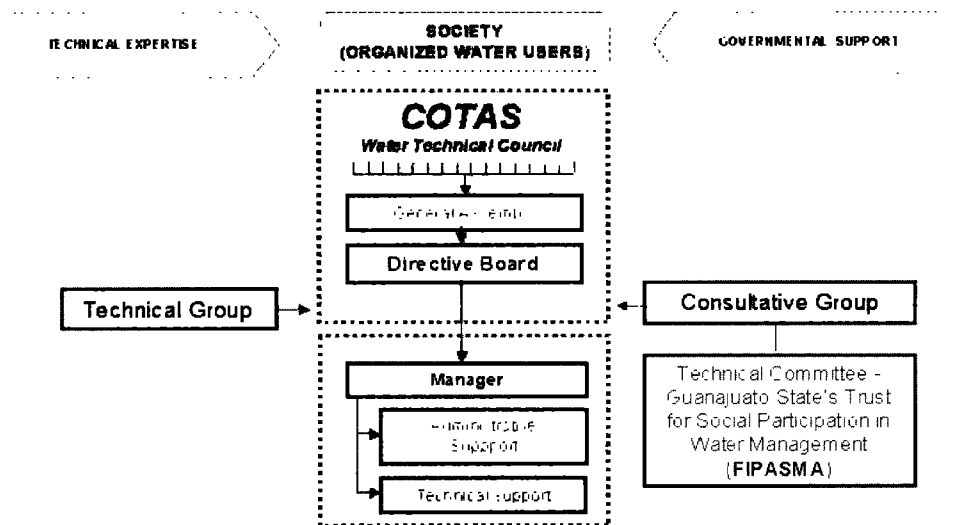 TECHNICAL EXPERTISE
SOCIETY
(ORGANIZED WATER USERS)
GOVERNMENTAL SUPPORT
COTAS
Water Technical Council
Directive Board
Technical Group
Consultative Group
Manager
Support
Technical Support
Technical Committee -
Guanajuato State's Trust
for Social Participation in
Water Management
(FIPASMA)